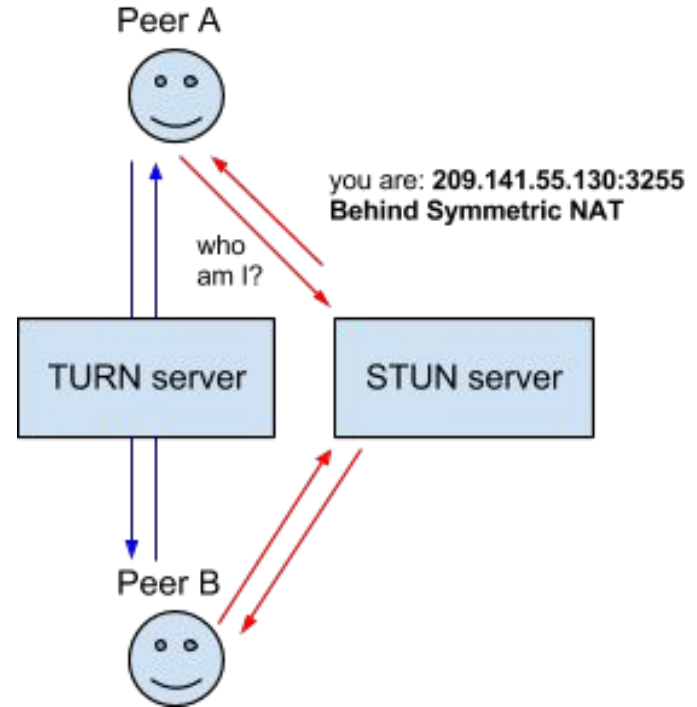 Peer A
you are: 209.141.55.130:3255
Behind Symmetric NAT
who
am I?
TURN server
STUN server
Peer B